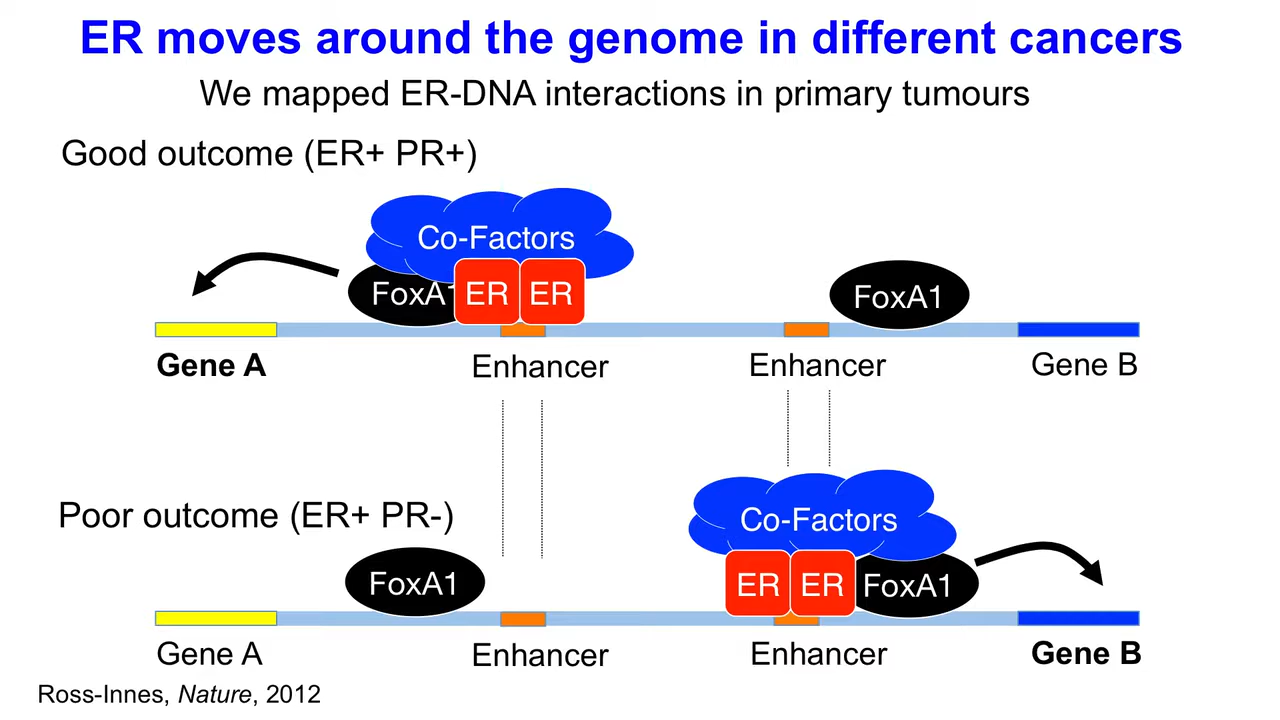 ER moves around the genome in different cancers
We mapped ER-DNA interactions in primary tumours
Good outcome (ER+ PR+)
Co-Factors
FoxA1 ER ER
FoxA1
Gene A Enhancer Enhancer Gene B
Poor outcome (ER+ PR-)
Co-Factors
FoxA1
ER ER FoxA1
Gene A Enhancer Enhancer Gene B
Ross-Innes, Nature, 2012